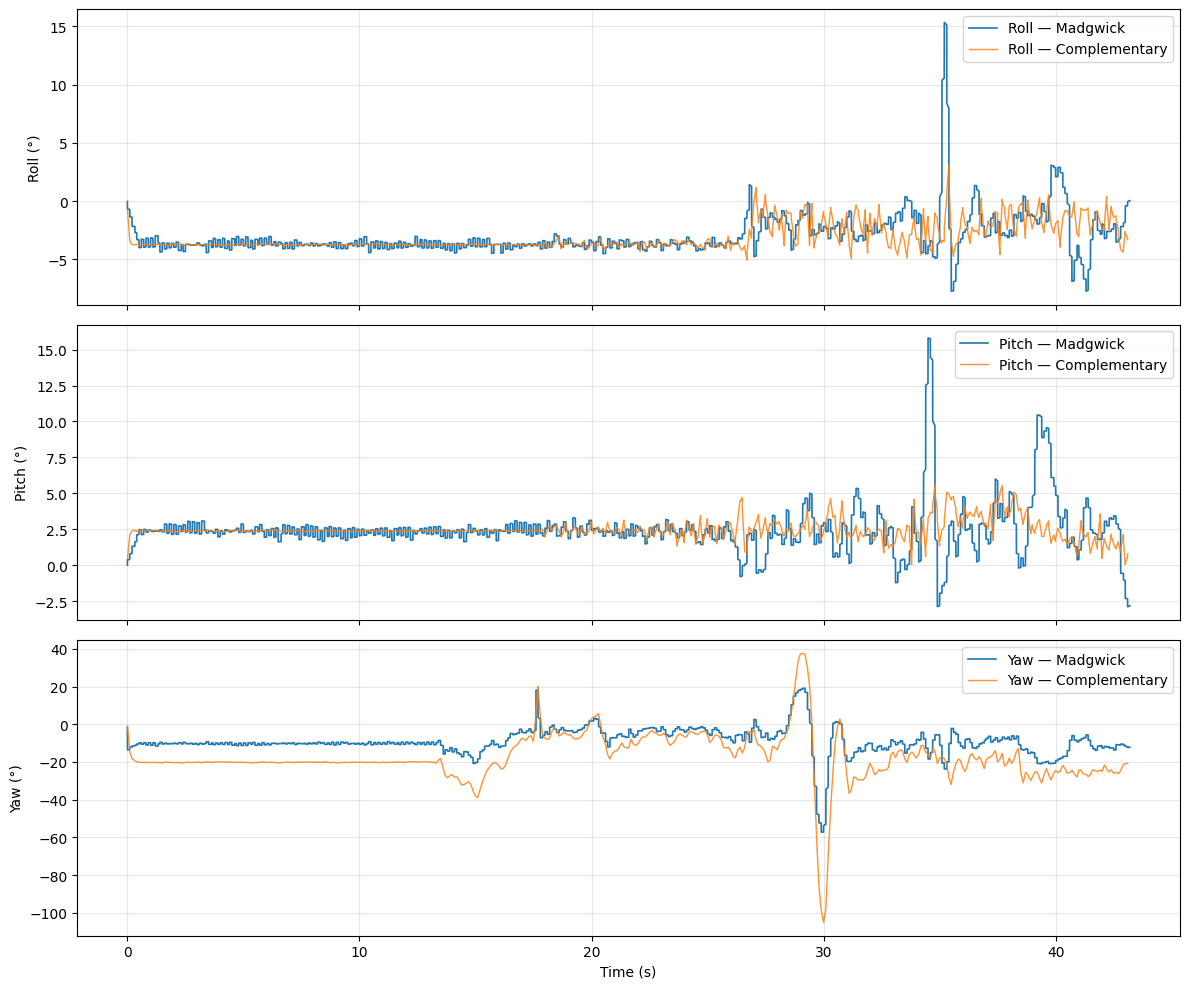 15
10
5
0
−5
Roll (°)
Roll — Madgwick
Roll — Complementary
15.0
12.5
10.0
7.5
5.0
2.5
0.0
−2.5
Pitch (°)
Pitch — Madgwick
Pitch — Complementary
40
20
0
−20
−40
−60
−80
−100
Yaw (°)
Yaw — Madgwick
Yaw — Complementary
0 10 20 30 40
Time (s)